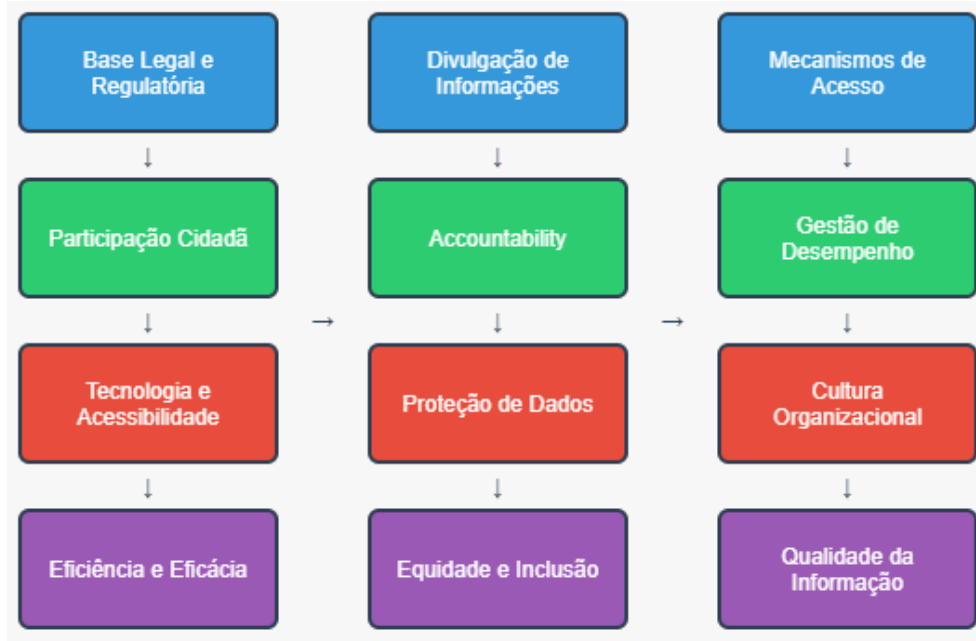 Base Legal e
Regulatória
Divulgação de
Informações
Mecanismos de
Acesso
↓
↓
↓
Participação Cidadã
Accountability
Gestão de
Desempenho
↓
→
↓
→
↓
Tecnologia e
Acessibilidade
Proteção de Dados
Cultura
Organizacional
↓
↓
↓
Eficiência e Eficácia
Equidade e Inclusão
Qualidade da
Informação